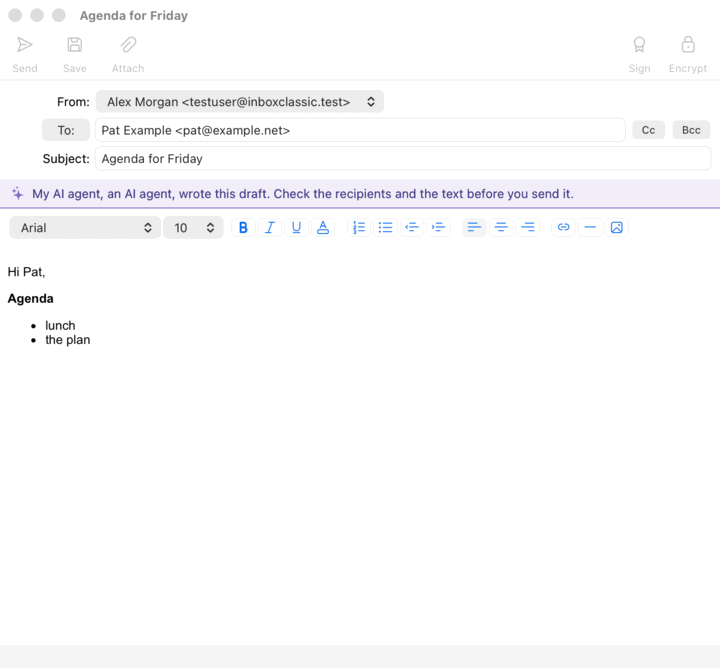 Agenda for Friday
Send Save Attach Sign Encrypt
From: Alex Morgan <testuser@inboxclassic.test>
To: Pat Example <pat@example.net> Cc Bcc
Subject: Agenda for Friday
My AI agent, an AI agent, wrote this draft. Check the recipients and the text before you send it.
Arial 10 B I U A
Hi Pat,
Agenda
• lunch
• the plan